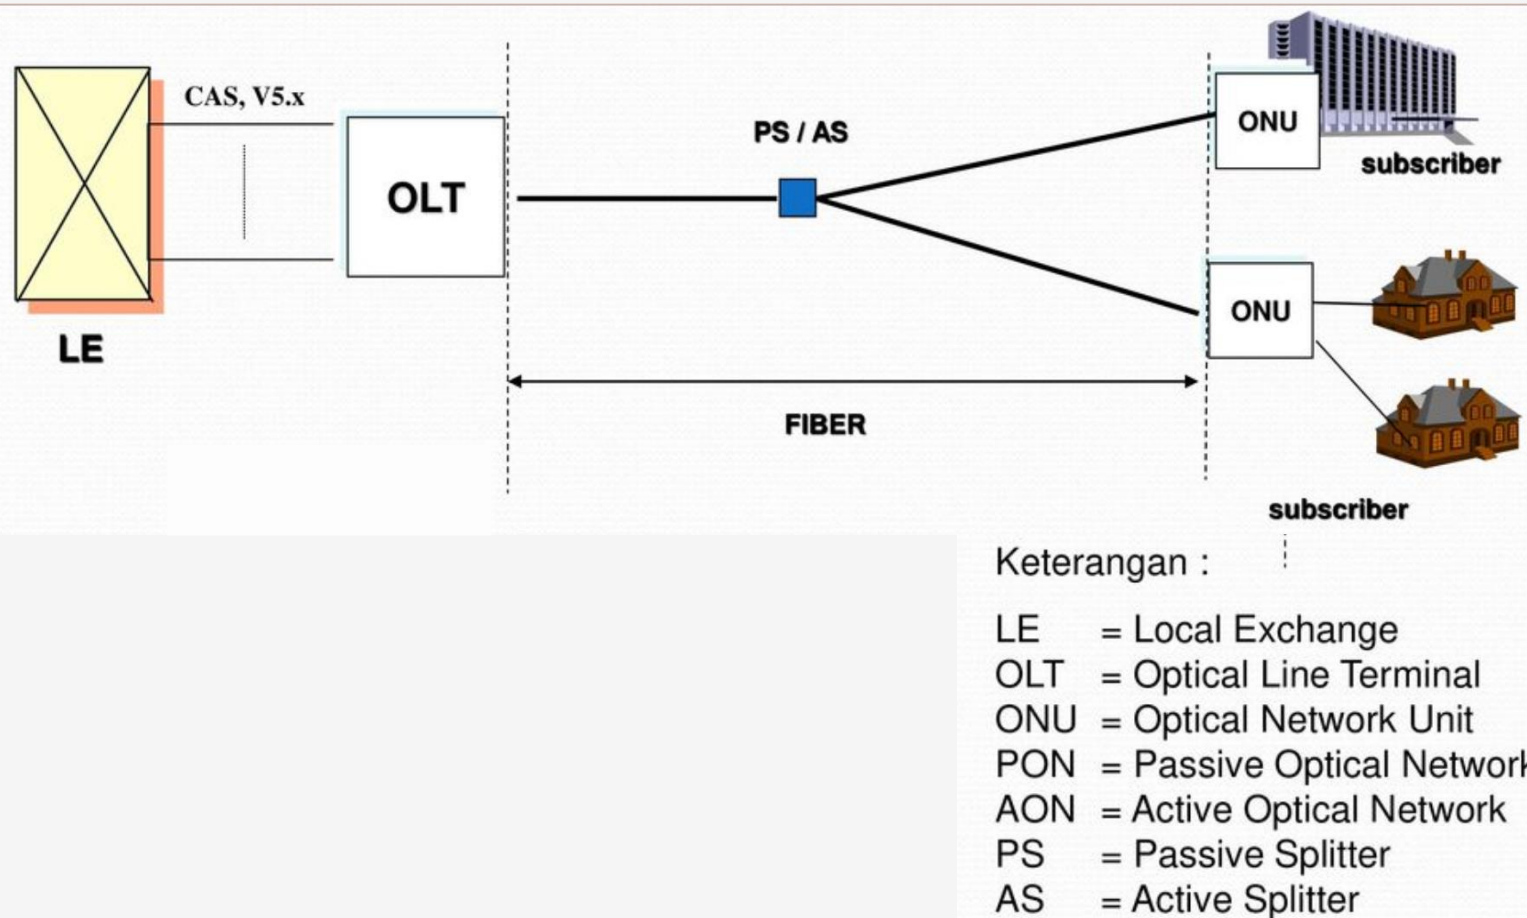 CAS, V5.x
OLT
LE
PS / AS
ONU
subscriber
ONU
FIBER
subscriber
Keterangan :
LE = Local Exchange
OLT = Optical Line Terminal
ONU = Optical Network Unit
PON = Passive Optical Network
AON = Active Optical Network
PS = Passive Splitter
AS = Active Splitter